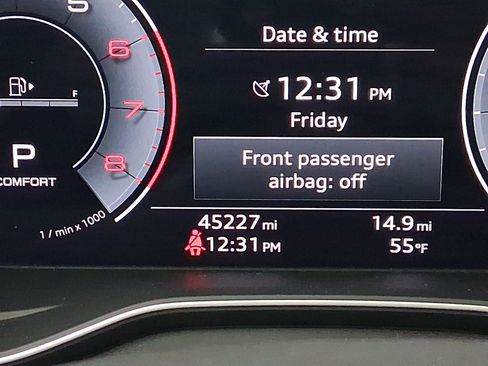 Date & time
12:31 PM
Friday
Front passenger
airbag: off
45227 mi 14.9 mi
12:31 PM 55°F
5
6
7
8
F
P
COMFORT
1 / min x 1000